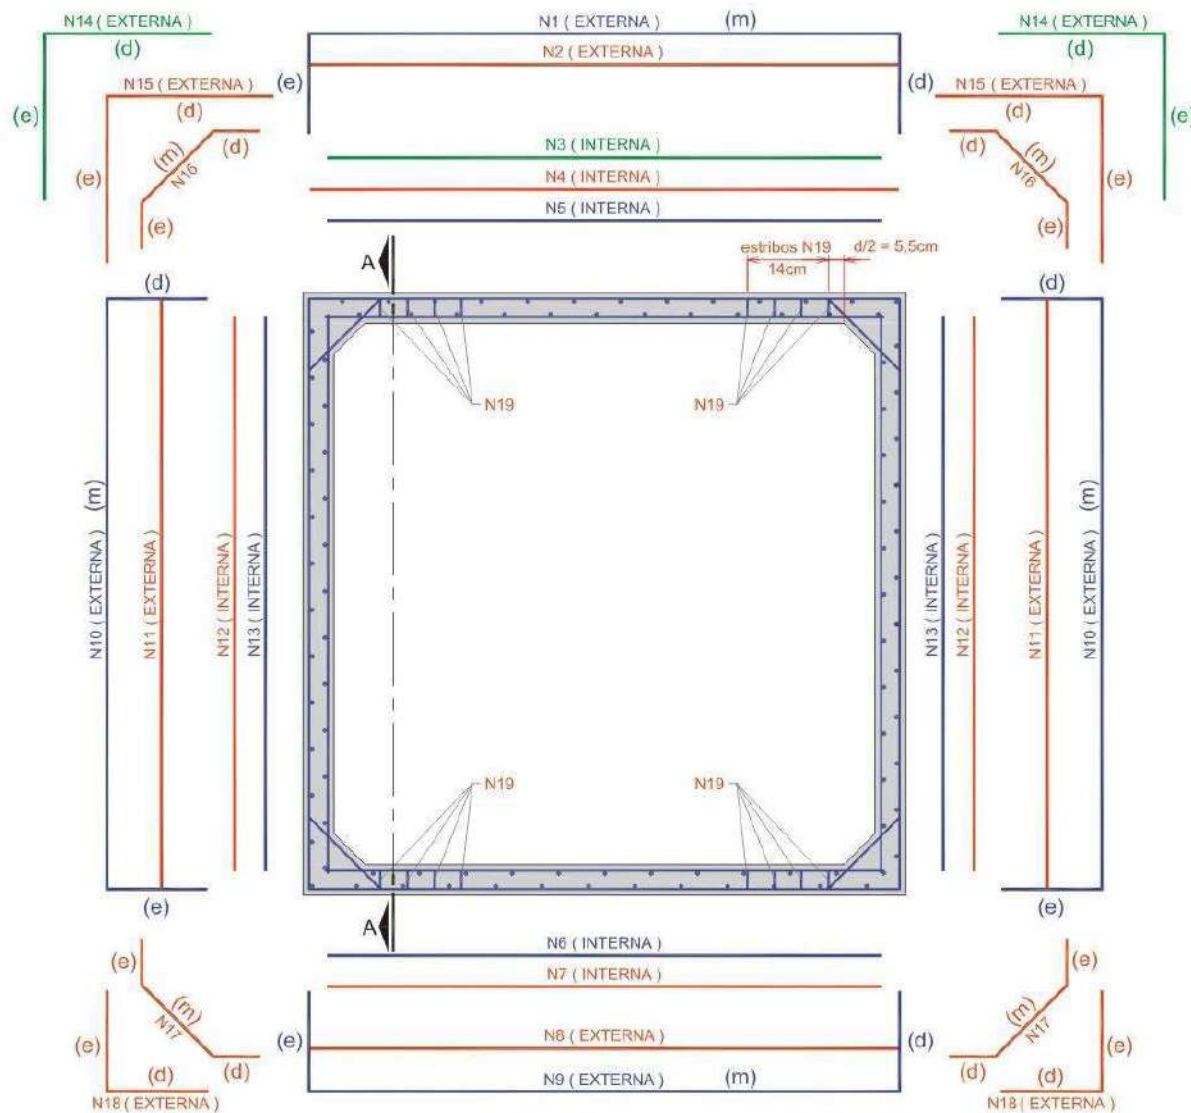 N14 ( EXTERNA )
N1 ( EXTERNA )
(m)
N14 ( EXTERNA )
(d)
(d)
N2 ( EXTERNA )
N15 ( EXTERNA )
(e)
(d)
N15 ( EXTERNA )
(d)
(d)
(e)
(e)
(m)
N16
(d)
N3 ( INTERNA )
(d)
(m)
N16
(e)
N4 ( INTERNA )
(e)
(e)
N5 ( INTERNA )
(e)
estribos N19
d/2 = 5,5cm
14cm
A
(d)
(d)
N19
N19
N10 ( EXTERNA )
(m)
N11 ( EXTERNA )
N12 ( INTERNA )
N13 ( INTERNA )
N13 ( INTERNA )
N12 ( INTERNA )
N11 ( EXTERNA )
N10 ( EXTERNA )
(m)
N19
N19
(e)
(e)
A
N6 ( INTERNA )
(e)
(e)
N7 ( INTERNA )
(m)
N17
(m)
N17
N8 ( EXTERNA )
(e)
(e)
(d)
(e)
(d)
(d)
(d)
(d)
N9 ( EXTERNA )
(m)
N18 ( EXTERNA )
N18 ( EXTERNA )